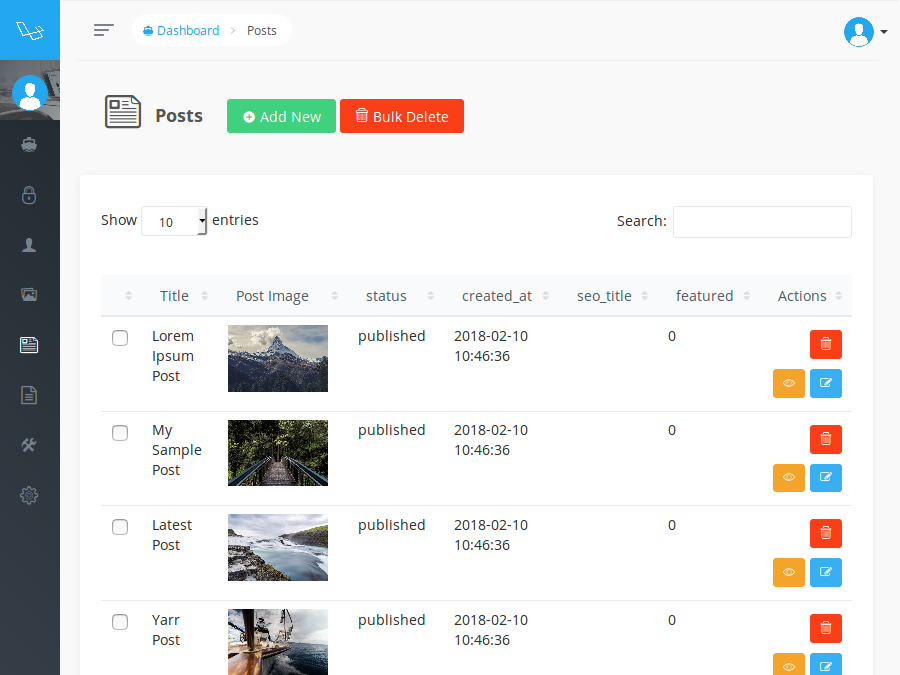 Dashboard Posts
Posts
Add New
Bulk Delete
Show 10 entries
Search:
Title Post Image status created_at seo_title featured Actions
Lorem published 2018-02-10 0
Ipsum 10:46:36
Post
My published 2018-02-10 0
Sample 10:46:36
Post
Latest published 2018-02-10 0
Post 10:46:36
Yarr published 2018-02-10 0
Post 10:46:36